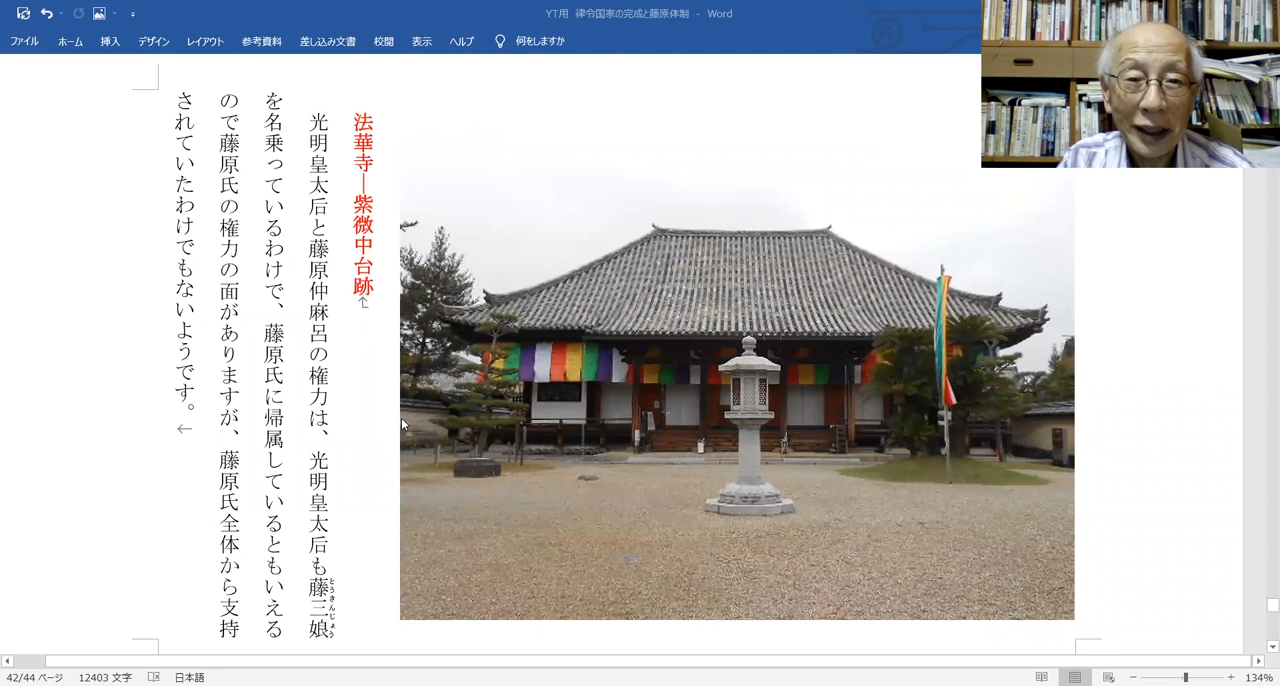 YT用 律令国家の完成と藤原体制 - Word
ファイル ホーム 挿入 デザイン レイアウト 参考資料 差し込み文書 校閲 表示 ヘルプ 何をしますか
法華寺―紫微中台跡
光明皇太后と藤原仲麻呂の権力は、光明皇太后も藤三娘
とうさんじょう
を名乗っているわけで、藤原氏に帰属しているともいえる
ので藤原氏の権力の面がありますが、藤原氏全体から支持
されていたわけでもないようです。
42/44 ページ 12403 文字 日本語 134%